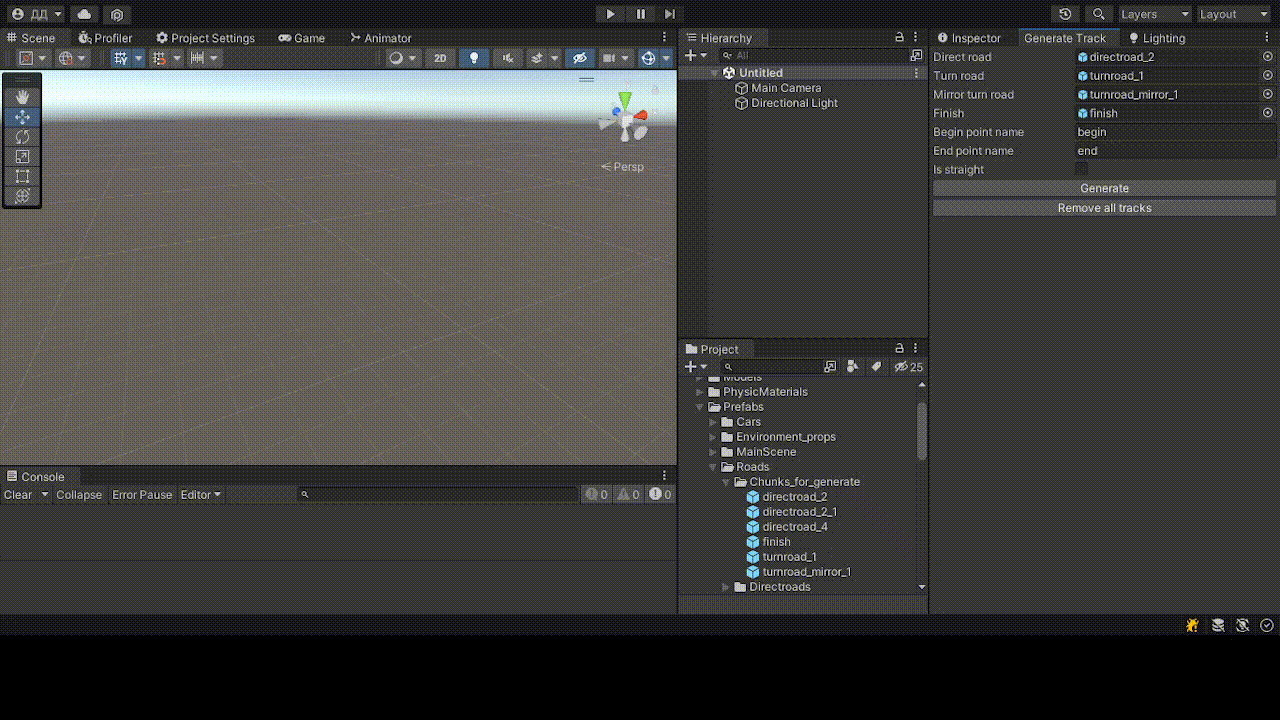 ДД
Layers
Layout
Scene
Profiler
Project Settings
Game
Animator
2D
Persp
Hierarchy
All
Untitled
Main Camera
Directional Light
Project
25
Models
PhysicMaterials
Prefabs
Cars
Environment_props
MainScene
Roads
Chunks_for_generate
directroad_2
directroad_2_1
directroad_4
finish
turnroad_1
turnroad_mirror_1
Directroads
Console
Clear
Collapse
Error Pause
Editor
0
0
0
Inspector
Generate Track
Lighting
Direct road directroad_2
Turn road turnroad_1
Mirror turn road turnroad_mirror_1
Finish finish
Begin point name begin
End point name end
Is straight
Generate
Remove all tracks